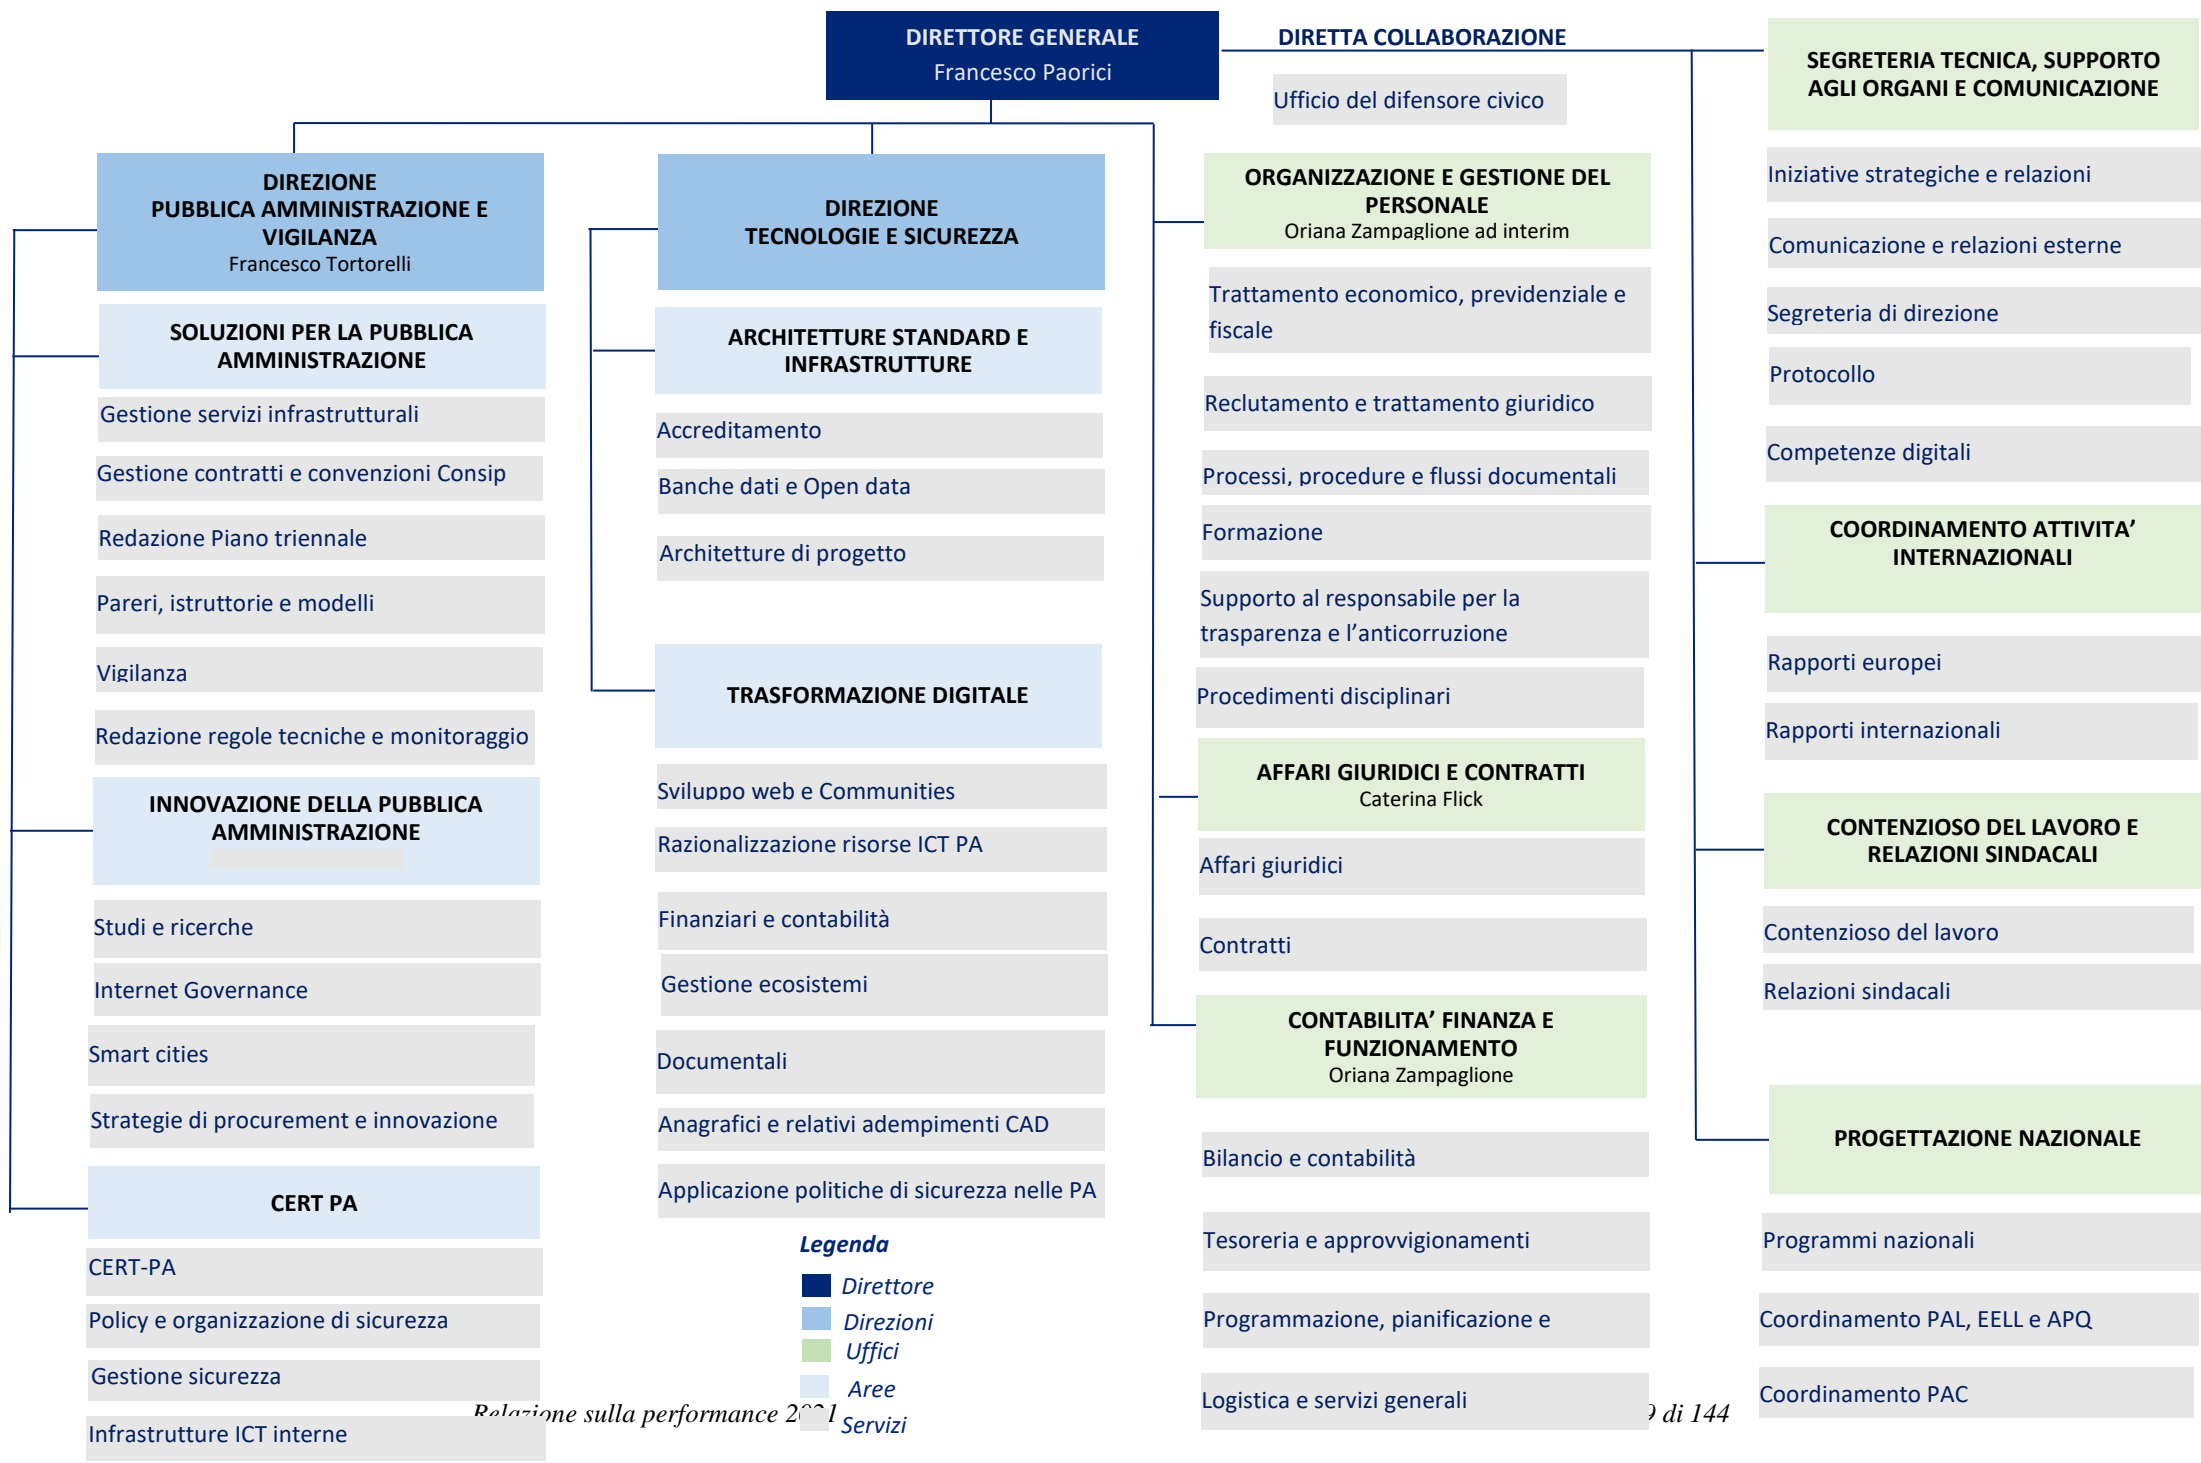 DIRETTORE GENERALE
Francesco Paorici
DIRETTA COLLABORAZIONE
Ufficio del difensore civico
DIREZIONE
PUBBLICA AMMINISTRAZIONE E
VIGILANZA
Francesco Tortorelli
SOLUZIONI PER LA PUBBLICA
AMMINISTRAZIONE
Gestione servizi infrastrutturali
Gestione contratti e convenzioni Consip
Redazione Piano triennale
Pareri, istruttorie e modelli
Vigilanza
Redazione regole tecniche e monitoraggio
INNOVAZIONE DELLA PUBBLICA
AMMINISTRAZIONE
Studi e ricerche
Internet Governance
Smart cities
Strategie di procurement e innovazione
CERT PA
CERT-PA
Policy e organizzazione di sicurezza
Gestione sicurezza
Infrastrutture ICT interne
DIREZIONE
TECNOLOGIE E SICUREZZA
ARCHITETTURE STANDARD E
INFRASTRUTTURE
Accreditamento
Banche dati e Open data
Architetture di progetto
TRASFORMAZIONE DIGITALE
Sviluppo web e Communities
Razionalizzazione risorse ICT PA
Finanziari e contabilità
Gestione ecosistemi
Documentali
Anagrafici e relativi adempimenti CAD
Applicazione politiche di sicurezza nelle PA
Legenda
Direttore
Direzioni
Uffici
Aree
Servizi
ORGANIZZAZIONE E GESTIONE DEL
PERSONALE
Oriana Zampaglione ad interim
Trattamento economico, previdenziale e
fiscale
Reclutamento e trattamento giuridico
Processi, procedure e flussi documentali
Formazione
Supporto al responsabile per la
trasparenza e l’anticorruzione
Procedimenti disciplinari
AFFARI GIURIDICI E CONTRATTI
Caterina Flick
Affari giuridici
Contratti
CONTABILITA’ FINANZA E
FUNZIONAMENTO
Oriana Zampaglione
Bilancio e contabilità
Tesoreria e approvvigionamenti
Programmazione, pianificazione e
Logistica e servizi generali
SEGRETERIA TECNICA, SUPPORTO
AGLI ORGANI E COMUNICAZIONE
Iniziative strategiche e relazioni
Comunicazione e relazioni esterne
Segreteria di direzione
Protocollo
Competenze digitali
COORDINAMENTO ATTIVITA’
INTERNAZIONALI
Rapporti europei
Rapporti internazionali
CONTENZIOSO DEL LAVORO E
RELAZIONI SINDACALI
Contenzioso del lavoro
Relazioni sindacali
PROGETTAZIONE NAZIONALE
Programmi nazionali
Coordinamento PAL, EELL e APQ
Coordinamento PAC
Relazione sulla performance 2021
di 144